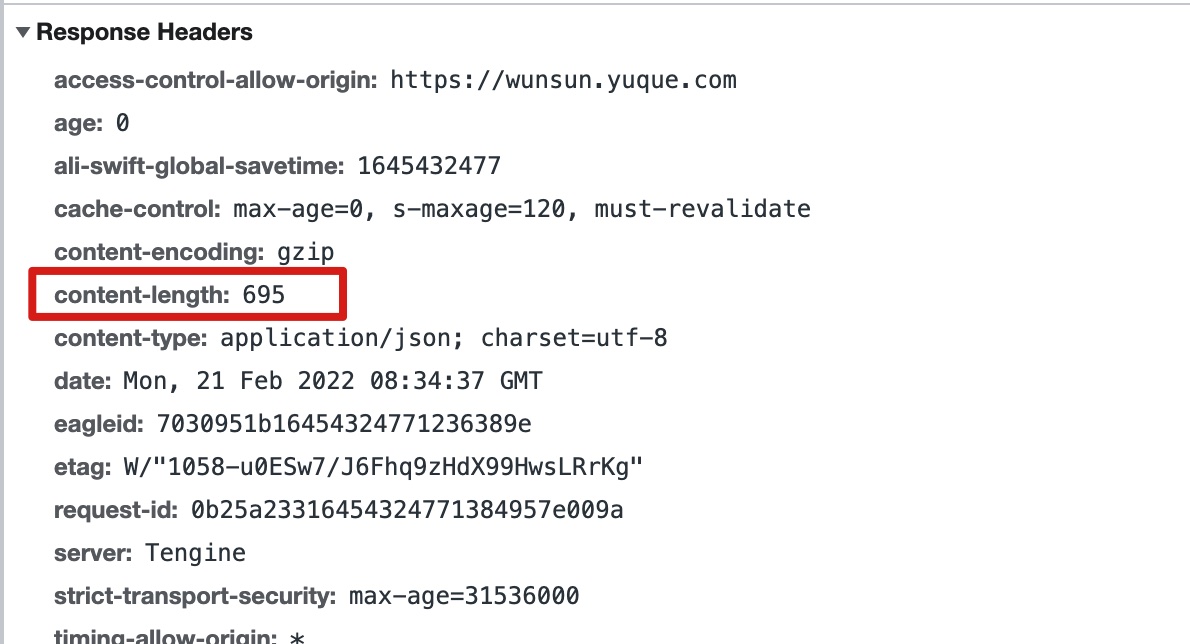 Response Headers
access-control-allow-origin: https://wunsun.yuque.com
age: 0
ali-swift-global-savetime: 1645432477
cache-control: max-age=0, s-maxage=120, must-revalidate
content-encoding: gzip
content-length: 695
content-type: application/json; charset=utf-8
date: Mon, 21 Feb 2022 08:34:37 GMT
eagleid: 7030951b16454324771236389e
etag: W/"1058-u0ESw7/J6Fhq9zHdX99HwsLRrKg"
request-id: 0b25a23316454324771384957e009a
server: Tengine
strict-transport-security: max-age=31536000
timing-allow-origin: *